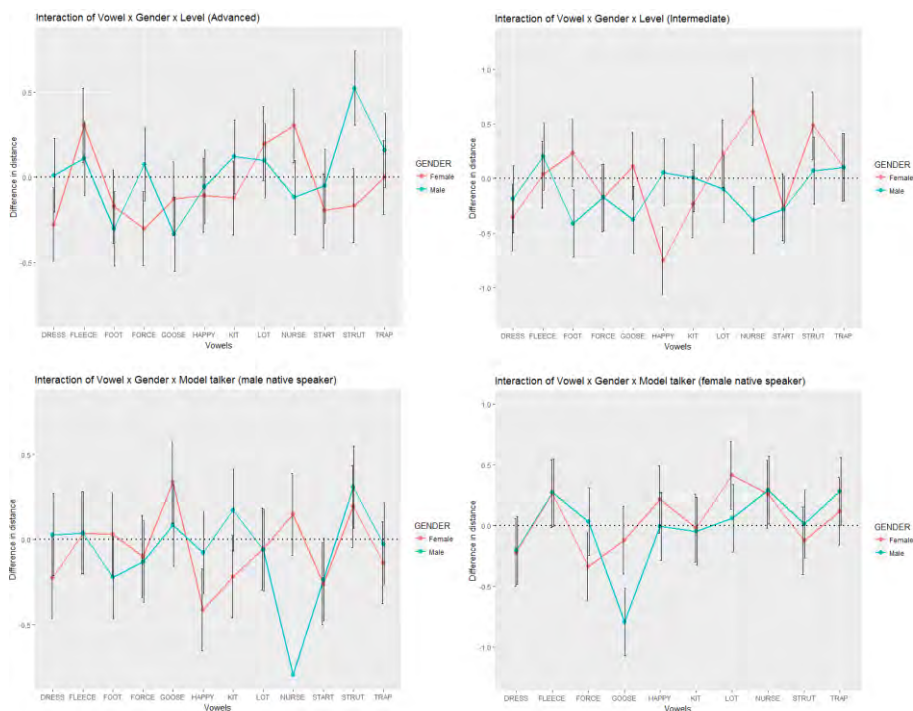 Interaction of Vowel x Gender x Level (Advanced)
Difference in distance
0.5
0.0
-0.5
DRESS FLEECE FOOT FORCE GOOSE HAPPY KIT LOT NURSE START STRUT TRAP
Vowels
GENDER
Female
Male
Interaction of Vowel x Gender x Level (Intermediate)
Difference in distance
1.0
0.5
0.0
-0.5
-1.0
DRESS FLEECE FOOT FORCE GOOSE HAPPY KIT LOT NURSE START STRUT TRAP
Vowels
GENDER
Female
Male
Interaction of Vowel x Gender x Model talker (male native speaker)
Difference in distance
0.5
0.0
-0.5
DRESS FLEECE FOOT FORCE GOOSE HAPPY KIT LOT NURSE START STRUT TRAP
Vowels
GENDER
Female
Male
Interaction of Vowel x Gender x Model talker (female native speaker)
Difference in distance
1.0
0.5
0.0
-0.5
-1.0
DRESS FLEECE FORCE GOOSE HAPPY KIT LOT NURSE STRUT TRAP
Vowels
GENDER
Female
Male